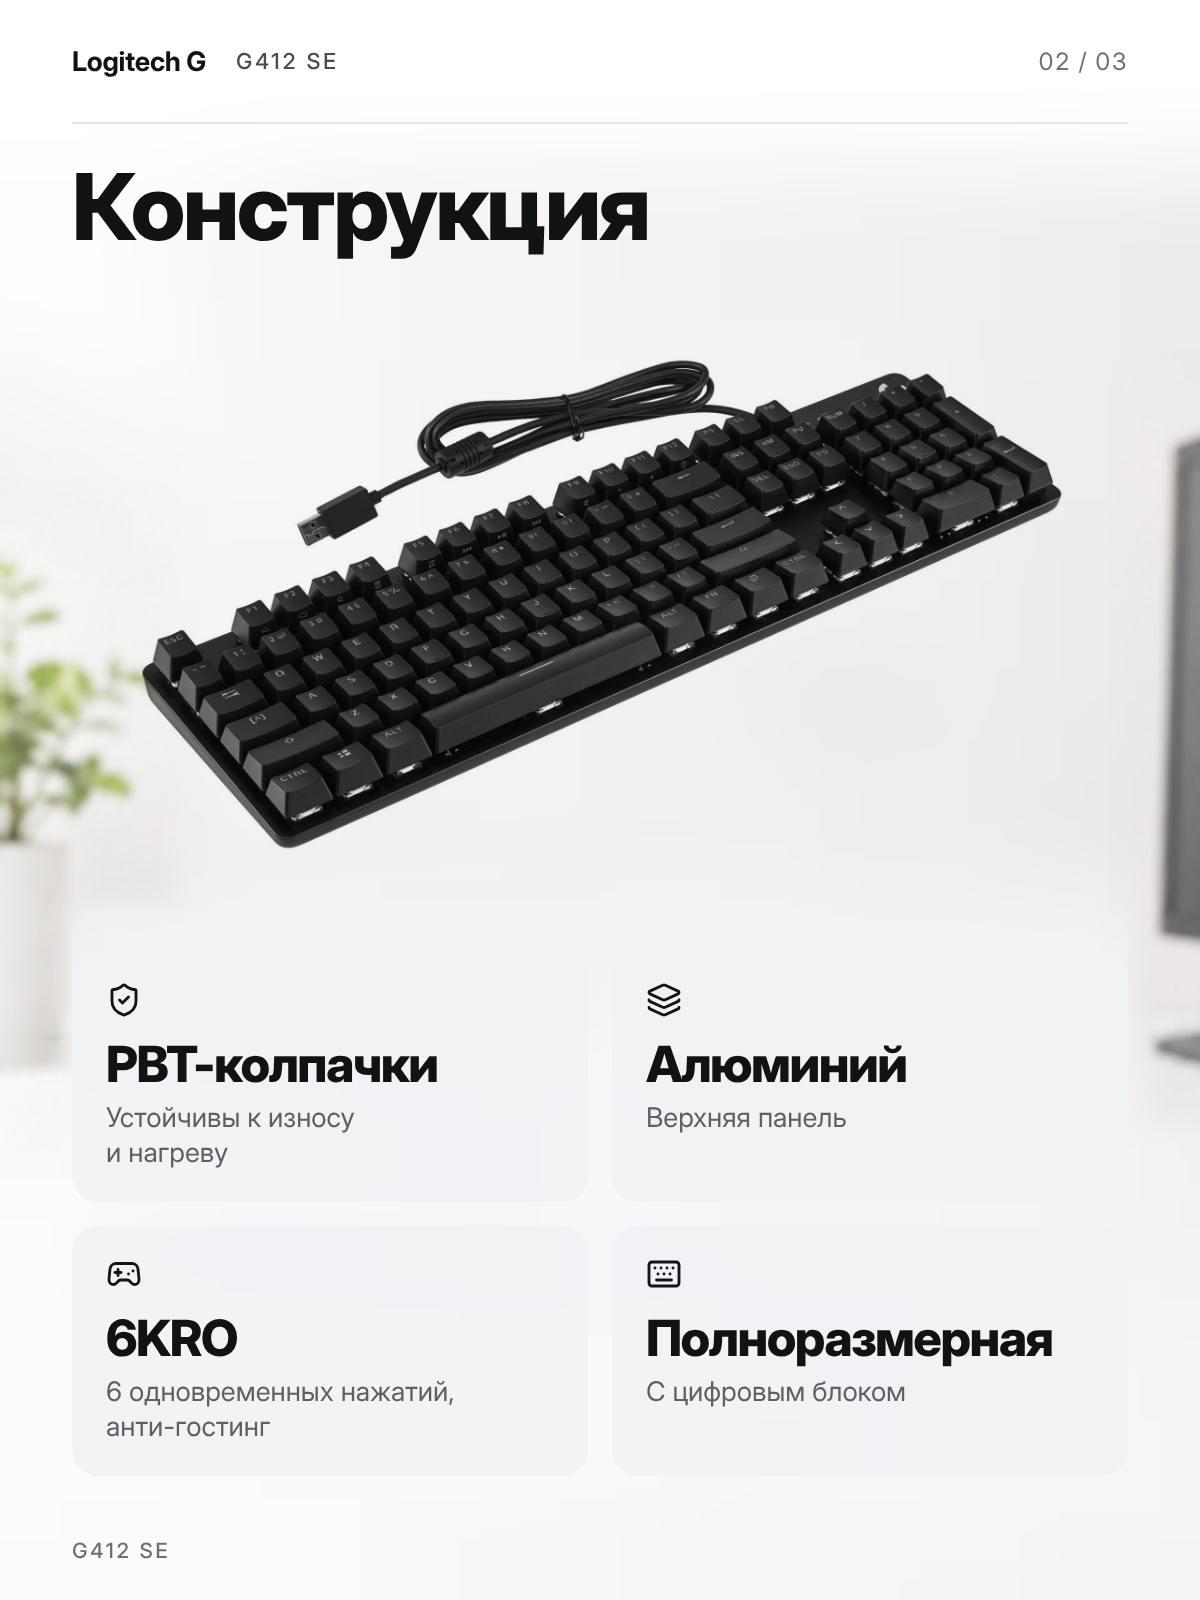 Logitech G G412 SE 02 / 03
Конструкция
PBT-колпачки
Устойчивы к износу
и нагреву
Алюминий
Верхняя панель
6KRO
6 одновременных нажатий,
анти-гостинг
Полноразмерная
С цифровым блоком
G412 SE